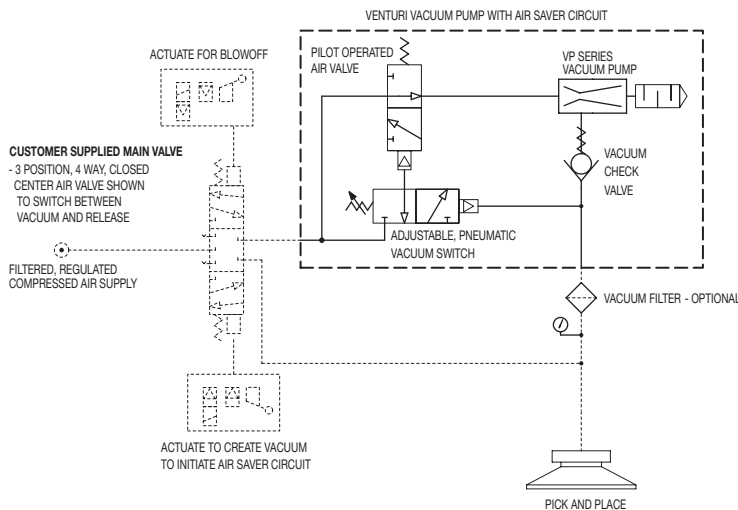 VENTURI VACUUM PUMP WITH AIR SAVER CIRCUIT
ACTUATE FOR BLOWOFF
PILOT OPERATED
AIR VALVE
VP SERIES
VACUUM PUMP
CUSTOMER SUPPLIED MAIN VALVE
- 3 POSITION, 4 WAY, CLOSED
CENTER AIR VALVE SHOWN
TO SWITCH BETWEEN
VACUUM AND RELEASE
VACUUM
CHECK
VALVE
ADJUSTABLE, PNEUMATIC
VACUUM SWITCH
FILTERED, REGULATED
COMPRESSED AIR SUPPLY
VACUUM FILTER - OPTIONAL
ACTUATE TO CREATE VACUUM
TO INITIATE AIR SAVER CIRCUIT
PICK AND PLACE